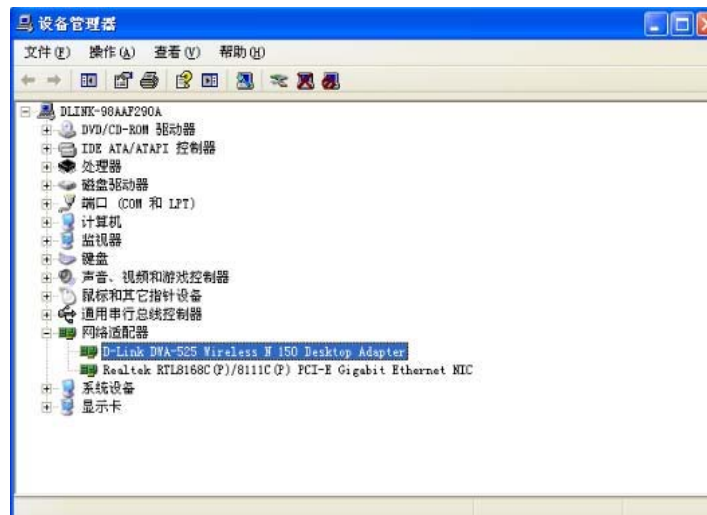 设备管理器
文件(F) 操作(A) 查看(V) 帮助(H)
DLINK-98AAF290A
DVD/CD-ROM 驱动器
IDE ATA/ATAPI 控制器
处理器
磁盘驱动器
端口 (COM 和 LPT)
计算机
监视器
键盘
声音、视频和游戏控制器
鼠标和其它指针设备
通用串行总线控制器
网络适配器
D-Link DWA-525 Wireless N 150 Desktop Adapter
Realtek RTL8168C(P)/8111C(P) PCI-E Gigabit Ethernet NIC
系统设备
显示卡